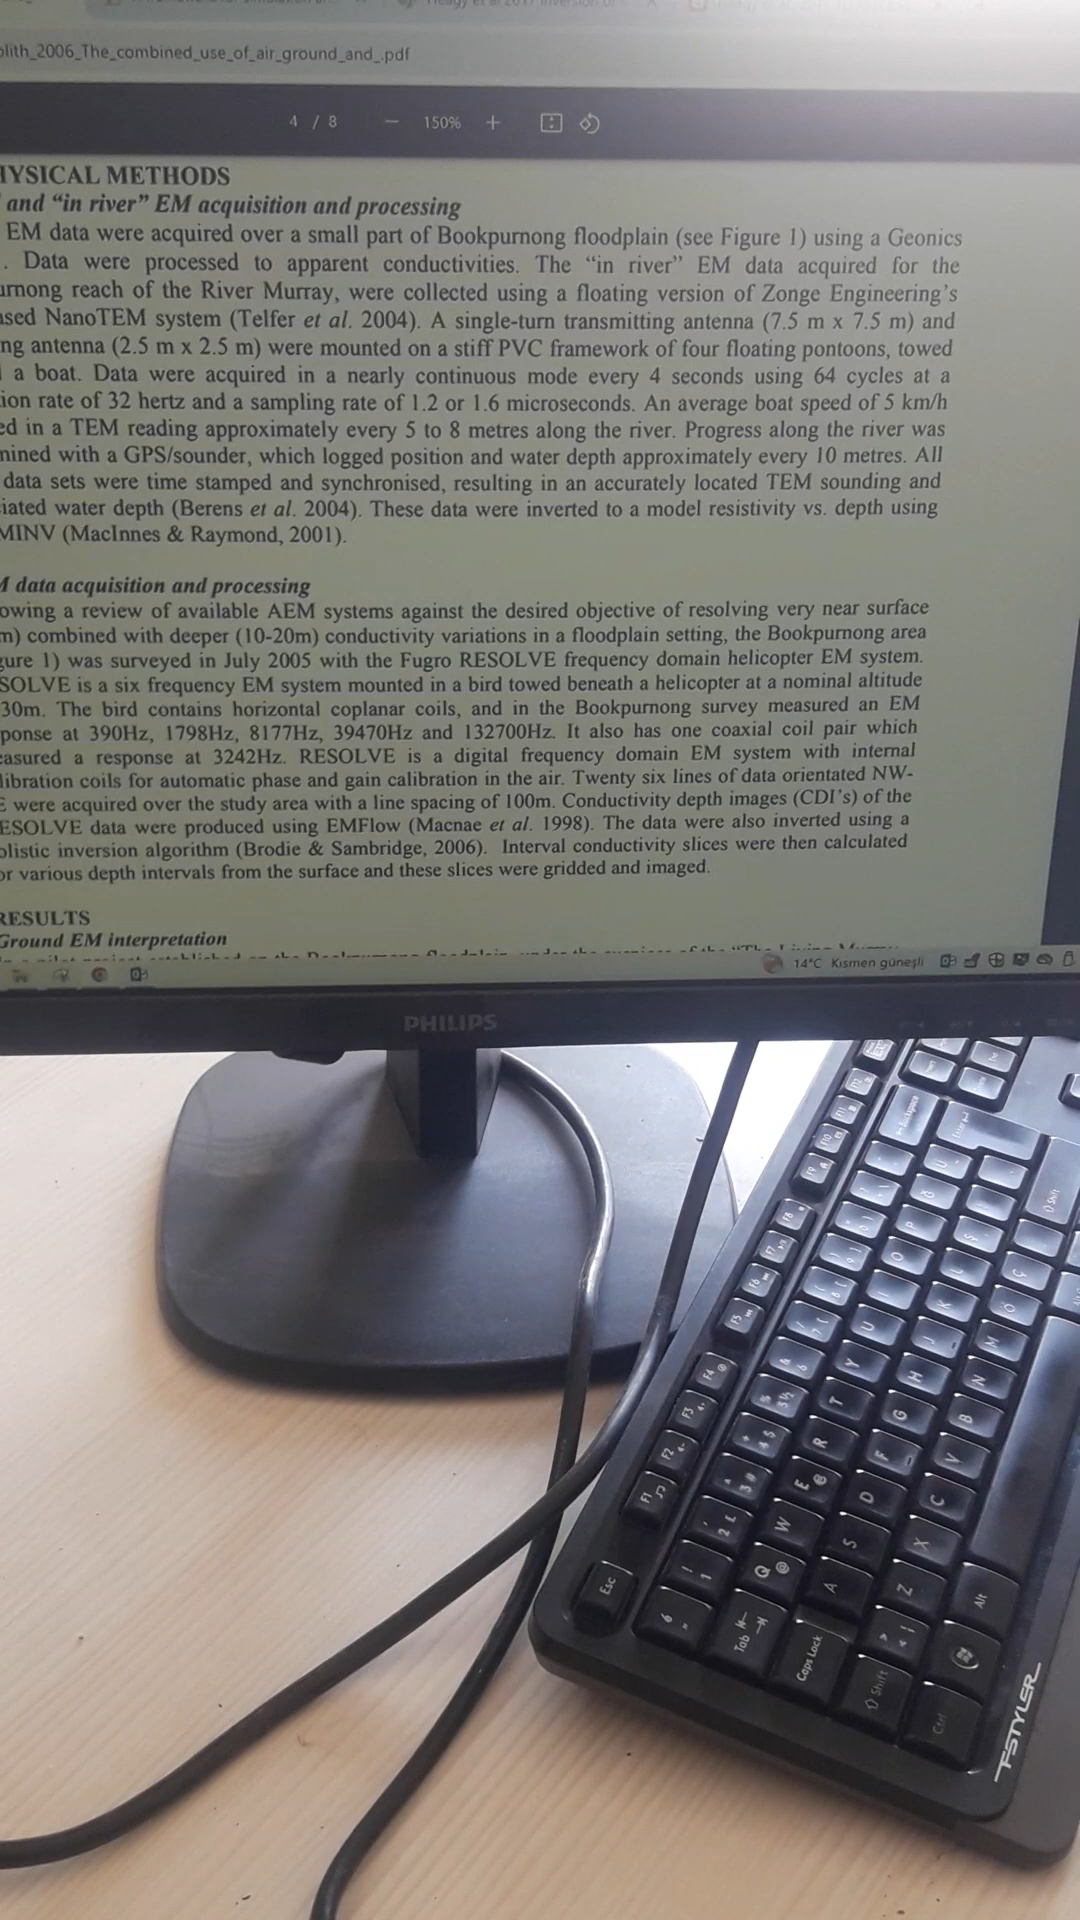 olith_2006_The_combined_use_of_air_ground_and_.pdf
4 / 8 − 150% +
HYSICAL METHODS
and “in river” EM acquisition and processing
EM data were acquired over a small part of Bookpurnong floodplain (see Figure 1) using a Geonics
. Data were processed to apparent conductivities. The “in river” EM data acquired for the
urnong reach of the River Murray, were collected using a floating version of Zonge Engineering’s
ased NanoTEM system (Telfer et al. 2004). A single-turn transmitting antenna (7.5 m x 7.5 m) and
ng antenna (2.5 m x 2.5 m) were mounted on a stiff PVC framework of four floating pontoons, towed
a boat. Data were acquired in a nearly continuous mode every 4 seconds using 64 cycles at a
ion rate of 32 hertz and a sampling rate of 1.2 or 1.6 microseconds. An average boat speed of 5 km/h
ed in a TEM reading approximately every 5 to 8 metres along the river. Progress along the river was
nined with a GPS/sounder, which logged position and water depth approximately every 10 metres. All
data sets were time stamped and synchronised, resulting in an accurately located TEM sounding and
iated water depth (Berens et al. 2004). These data were inverted to a model resistivity vs. depth using
MINV (MacInnes & Raymond, 2001).
M data acquisition and processing
owing a review of available AEM systems against the desired objective of resolving very near surface
m) combined with deeper (10-20m) conductivity variations in a floodplain setting, the Bookpurnong area
gure 1) was surveyed in July 2005 with the Fugro RESOLVE frequency domain helicopter EM system.
SOLVE is a six frequency EM system mounted in a bird towed beneath a helicopter at a nominal altitude
30m. The bird contains horizontal coplanar coils, and in the Bookpurnong survey measured an EM
ponse at 390Hz, 1798Hz, 8177Hz, 39470Hz and 132700Hz. It also has one coaxial coil pair which
easured a response at 3242Hz. RESOLVE is a digital frequency domain EM system with internal
libration coils for automatic phase and gain calibration in the air. Twenty six lines of data orientated NW-
E were acquired over the study area with a line spacing of 100m. Conductivity depth images (CDI’s) of the
ESOLVE data were produced using EMFlow (Macnae et al. 1998). The data were also inverted using a
olistic inversion algorithm (Brodie & Sambridge, 2006). Interval conductivity slices were then calculated
or various depth intervals from the surface and these slices were gridded and imaged.
RESULTS
Ground EM interpretation
14°C Kısmen güneşli
PHILIPS
Esc F1 F2 F3 F4 F5 F6 F7 F8 F9 F10 F11 F12
Backspace
Tab Q W E R T Y U I O P Ğ Ü
Caps Lock A S D F G H J K L Ş
Shift Z X C V B N M Ö Ç Shift
Ctrl Alt
F-STYLER